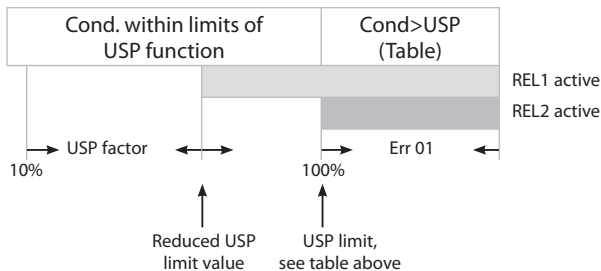 Cond. within limits of
USP function
Cond>USP
(Table)
REL1 active
REL2 active
USP factor
Err 01
10%
100%
Reduced USP
limit value
USP limit,
see table above